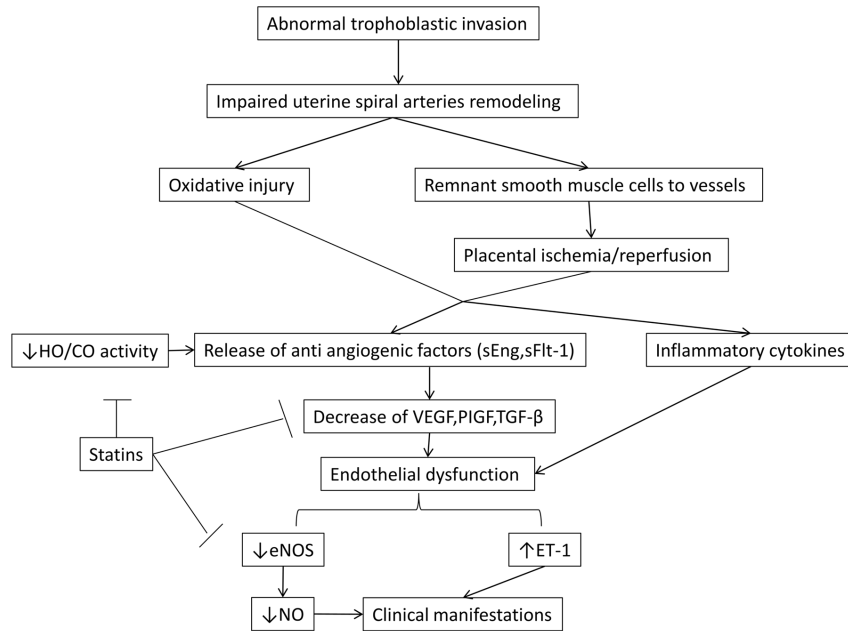 Abnormal trophoblastic invasion
Impaired uterine spiral arteries remodeling
Oxidative injury
Remnant smooth muscle cells to vessels
Placental ischemia/reperfusion
↓HO/CO activity
Release of anti angiogenic factors (sEng,sFlt-1)
Inflammatory cytokines
Decrease of VEGF,PIGF,TGF-β
Statins
Endothelial dysfunction
↓eNOS
↑ET-1
↓NO
Clinical manifestations